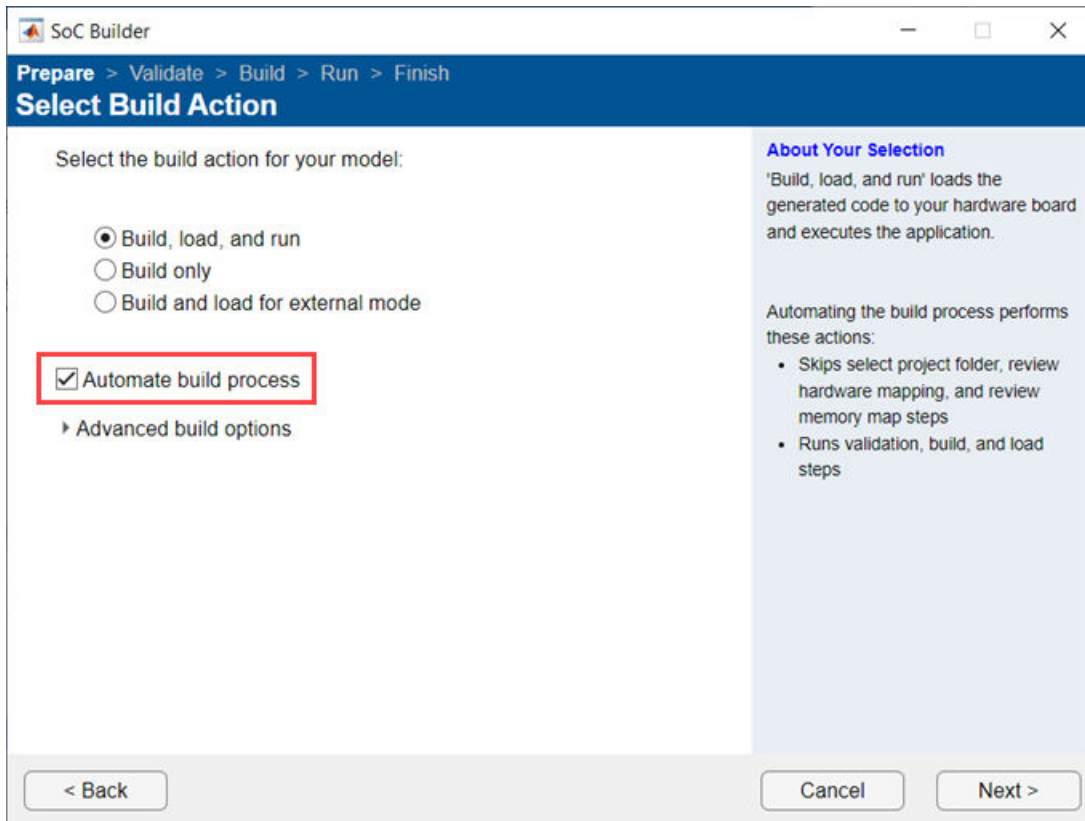 SoC Builder
Prepare > Validate > Build > Run > Finish
Select Build Action
Select the build action for your model:
Build, load, and run
Build only
Build and load for external mode
Automate build process
Advanced build options
About Your Selection
'Build, load, and run' loads the
generated code to your hardware board
and executes the application.
Automating the build process performs
these actions:
• Skips select project folder, review
hardware mapping, and review
memory map steps
• Runs validation, build, and load
steps
< Back
Cancel
Next >